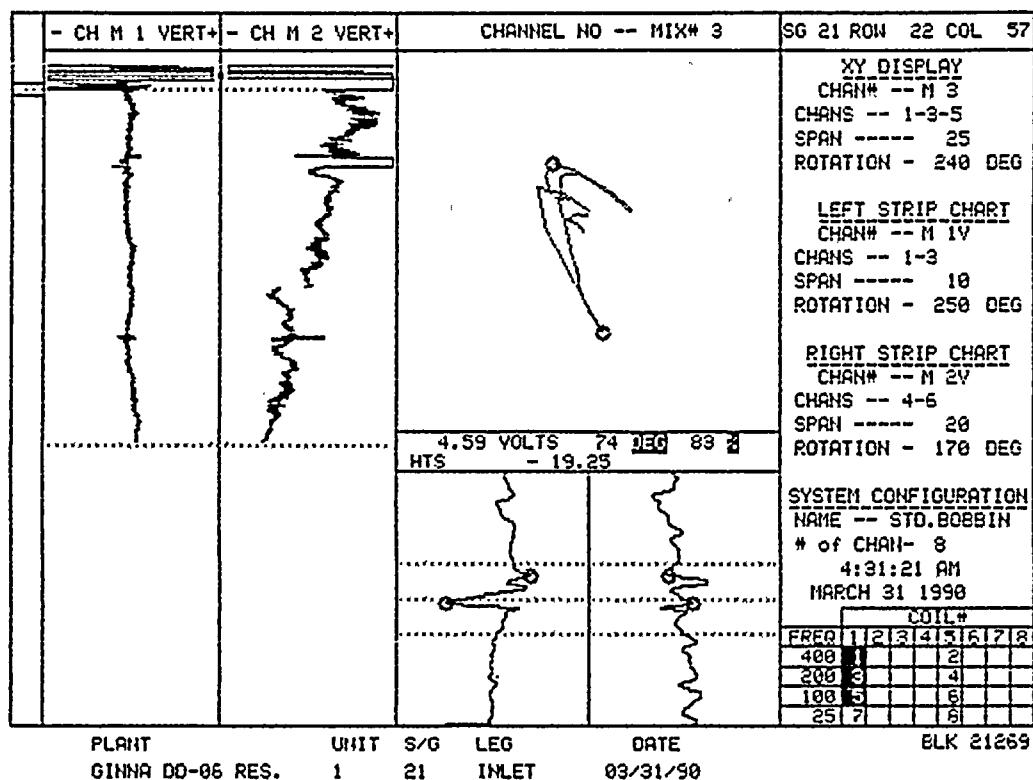 - CH M 1 VERT+
- CH M 2 VERT+
CHANNEL NO -- MIX# 3
SG 21 ROW 22 COL 57
XY DISPLAY
CHAN# -- M 3
CHANS -- 1-3-5
SPAN ----- 25
ROTATION - 240 DEG
LEFT STRIP CHART
CHAN# -- M 1V
CHANS -- 1-3
SPAN ----- 10
ROTATION - 250 DEG
RIGHT STRIP CHART
CHAN# -- M 2V
CHANS -- 4-6
SPAN ----- 20
ROTATION - 170 DEG
4.59 VOLTS 74 DEG 83 %
HTS - 19.25
SYSTEM CONFIGURATION
NAME -- STD.BOBBIN
# of CHAN- 8
4:31:21 AM
MARCH 31 1990
COIL#
FREQ 1 2 3 4 5 6 7 8
400 1 2
200 3 4
100 5 6
25 7 8
PLANT UNIT S/G LEG DATE BLK 21269
GINNA DD-06 RES. 1 21 INLET 03/31/90